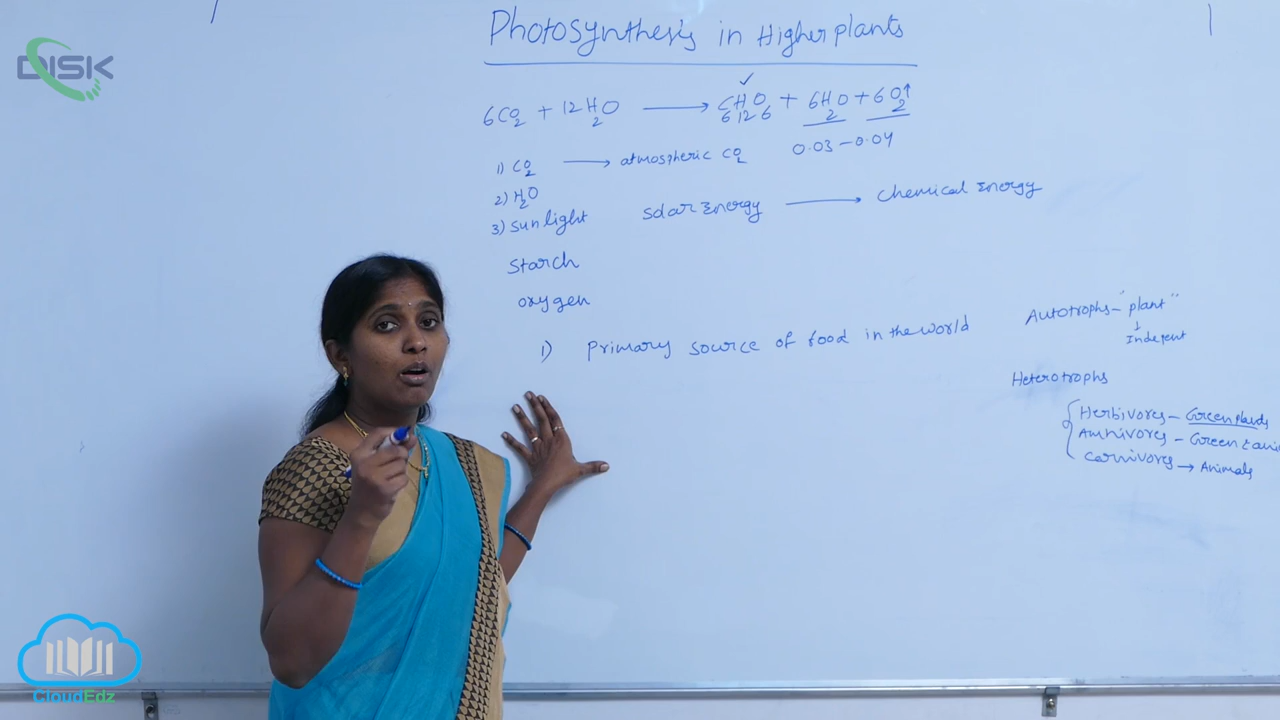 DISK
Photosynthesis in Higher plants
6CO2 + 12H2O → C6H12O6 + 6H2O + 6O2↑
1) CO2 → atmospheric CO2 0.03 – 0.04
2) H2O
3) sunlight solar Energy → chemical Energy
starch
oxygen
1) Primary source of food in the world
Autotrophs – "plant"
↓
Indepent
Heterotrophs
Herbivores – Green plants
Amnivores – Green &
Carnivores → Animals
CloudEdz